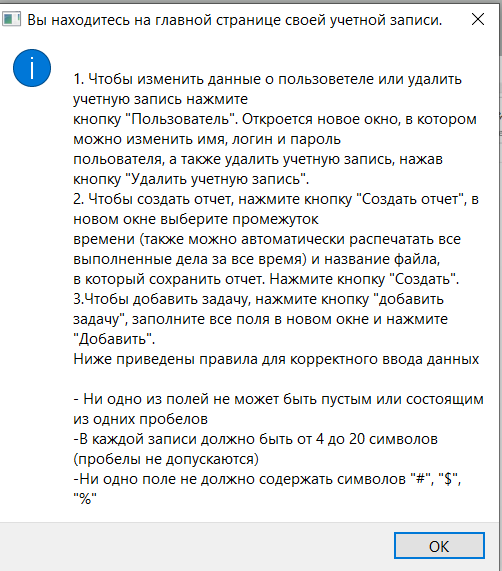 Вы находитесь на главной странице своей учетной записи.
1. Чтобы изменить данные о пользоветеле или удалить
учетную запись нажмите
кнопку "Пользователь". Откроется новое окно, в котором
можно изменить имя, логин и пароль
польователя, а также удалить учетную запись, нажав
кнопку "Удалить учетную запись".
2. Чтобы создать отчет, нажмите кнопку "Создать отчет", в
новом окне выберите промежуток
времени (также можно автоматически распечатать все
выполненные дела за все время) и название файла,
в который сохранить отчет. Нажмите кнопку "Создать".
3.Чтобы добавить задачу, нажмите кнопку "добавить
задачу", заполните все поля в новом окне и нажмите
"Добавить".
Ниже приведены правила для корректного ввода данных
- Ни одно из полей не может быть пустым или состоящим
из одних пробелов
-В каждой записи должно быть от 4 до 20 символов
(пробелы не допускаются)
-Ни одно поле не должно содержать символов "#", "$",
"%"
OK